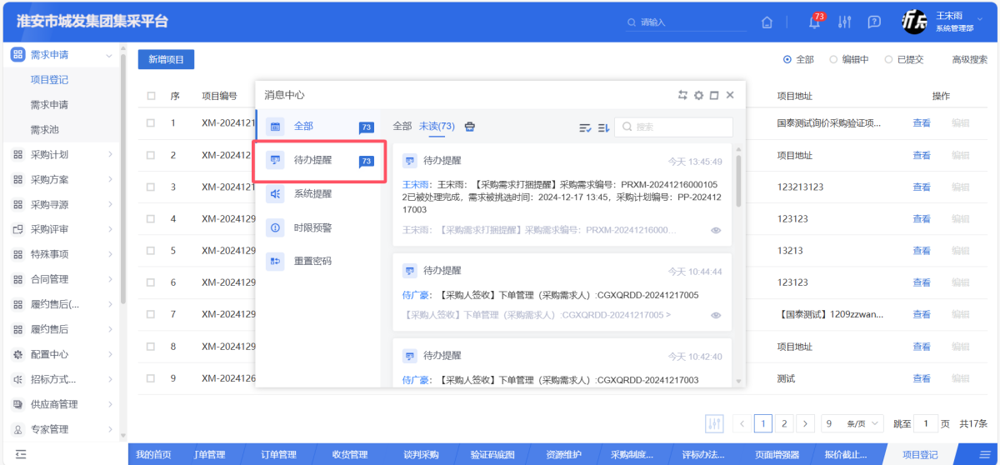 淮安市城发集团集采平台
请输入
73
王宋雨
系统管理部
需求申请
项目登记
需求申请
需求池
采购计划
采购方案
采购寻源
采购评审
特殊事项
合同管理
履约售后(...
履约售后
配置中心
招标方式...
供应商管理
专家管理
新增项目
全部
编辑中
已提交
高级搜索
序 项目编号 项目地址 操作
1 XM-2024121 国泰测试询价采购验证项... 查看 编辑
2 XM-202412 项目地址 查看 编辑
3 XM-2024121 123213123 查看 编辑
4 XM-2024129 123123 查看 编辑
5 XM-2024129 13213 查看 编辑
6 XM-2024129 123123 查看 编辑
7 XM-2024129 【国泰测试】1209zzwan... 查看 编辑
8 XM-2024129 项目地址 查看 编辑
9 XM-2024126 测试 查看 编辑
消息中心
全部 73
待办提醒 73
系统提醒
时限预警
重置密码
全部 未读(73)
搜索
待办提醒 今天 13:45:49
王宋雨：王宋雨：【采购需求打捆提醒】采购需求编号：PRXM-20241216000105
2已被处理完成，需求被挑选时间：2024-12-17 13:45，采购计划编号：PP-202412
17003
王宋雨：【采购需求打捆提醒】采购需求编号：PRXM-20241216000...
待办提醒 今天 10:44:44
侍广豪：【采购人签收】下单管理（采购需求人）:CGXQRDD-20241217005
【采购人签收】下单管理（采购需求人）:CGXQRDD-20241217005 >
待办提醒 今天 10:42:40
侍广豪：【采购人签收】下单管理（采购需求人）:CGXQRDD-20241217003
1 2 9 条/页 跳至 1 页 共17条
我的首页 订单管理 订单管理 收货管理 谈判采购 验证码底图 资源维护 采购制度... 评标办法... 页面增强器 报价截止... 项目登记